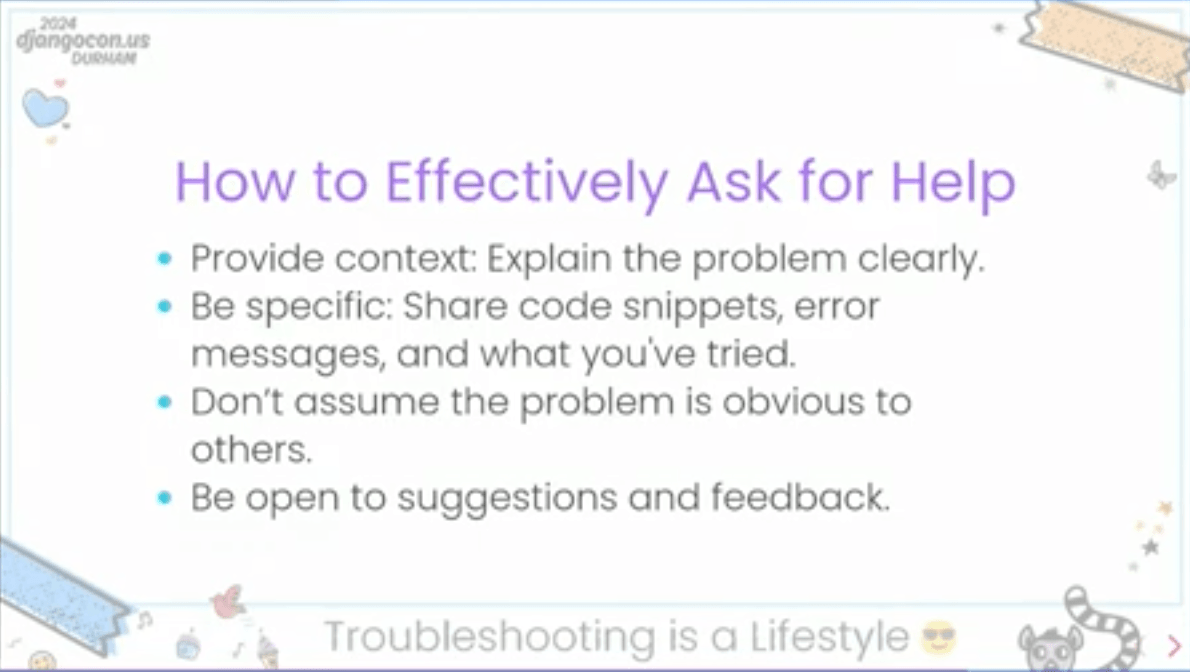 2024
djangocon.us
DURHAM
How to Effectively Ask for Help
• Provide context: Explain the problem clearly.
• Be specific: Share code snippets, error
messages, and what you've tried.
• Don’t assume the problem is obvious to
others.
• Be open to suggestions and feedback.
Troubleshooting is a Lifestyle 😎